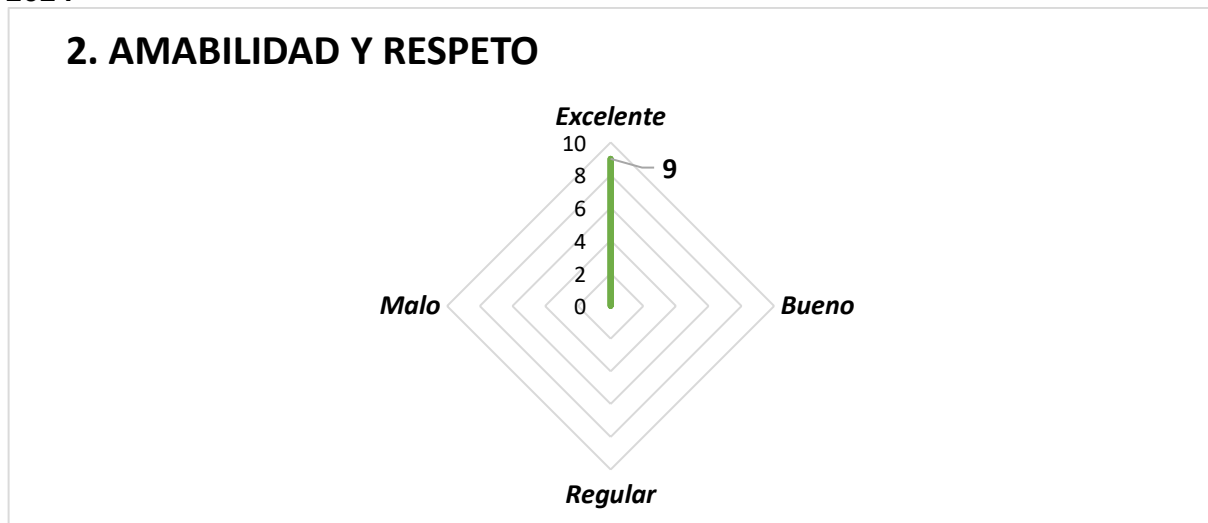 2. AMABILIDAD Y RESPETO
Excelente
10
9
8
6
4
2
0
Malo
Bueno
Regular